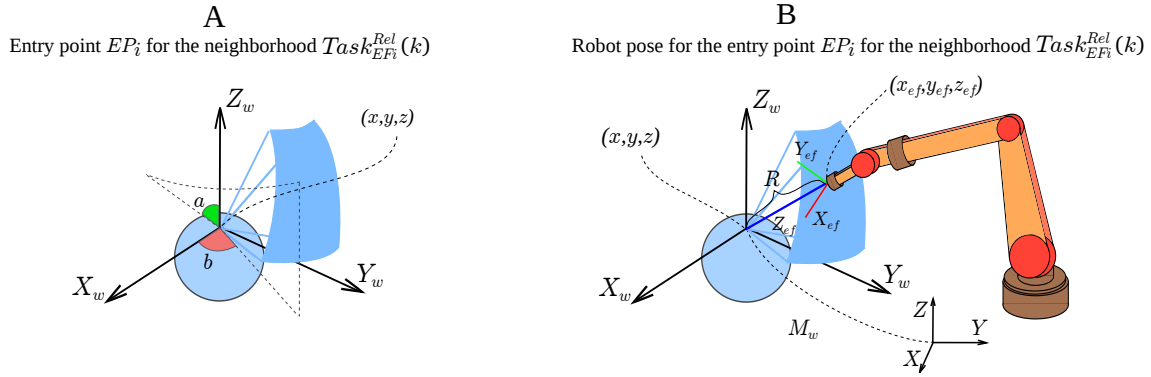 A
Entry point EP_i for the neighborhood Task^{Rel}_{EFi}(k)
Z_w
(x,y,z)
a
b
X_w
Y_w
B
Robot pose for the entry point EP_i for the neighborhood Task^{Rel}_{EFi}(k)
(x_{ef},y_{ef},z_{ef})
Z_w
(x,y,z)
Y_{ef}
R
X_{ef}
Z_{ef}
X_w
Y_w
M_w
Z
Y
X